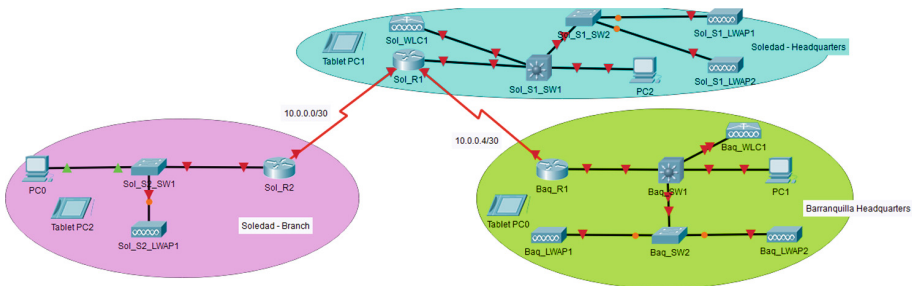 Sol_WLC1
Sol_S1_SW2
Sol_S1_LWAP1
Soledad - Headquarters
Tablet PC1
Sol_R1
Sol_S1_SW1
PC2
Sol_S1_LWAP2
10.0.0.0/30
10.0.0.4/30
Baq_WLC1
PC0
Sol_S2_SW1
Sol_R2
Baq_R1
Baq_SW1
PC1
Tablet PC2
Soledad - Branch
Tablet PC0
Barranquilla Headquarters
Sol_S2_LWAP1
Baq_LWAP1
Baq_SW2
Baq_LWAP2